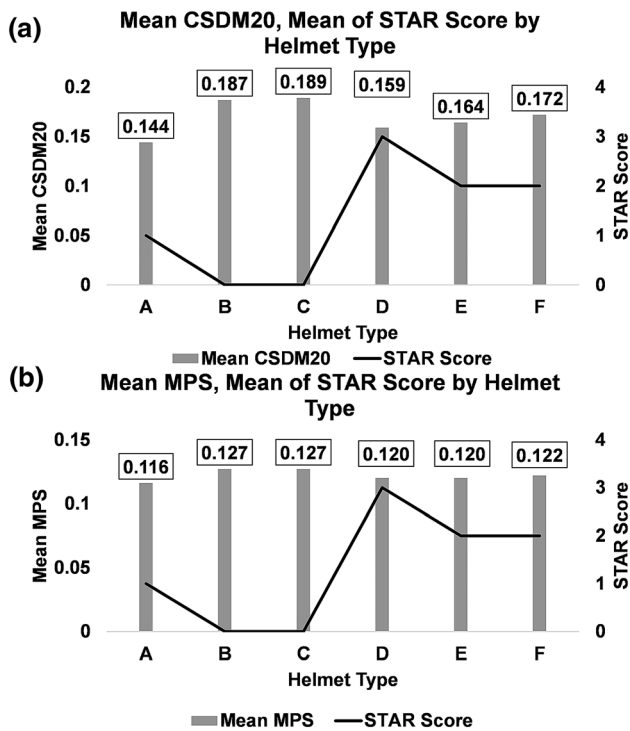 (a)
Mean CSDM20, Mean of STAR Score by
Helmet Type
0.144
0.187
0.189
0.159
0.164
0.172
0.2
0.15
0.1
0.05
0
Mean CSDM20
4
3
2
1
0
STAR Score
A B C D E F
Helmet Type
Mean CSDM20 STAR Score
(b)
Mean MPS, Mean of STAR Score by Helmet
Type
0.116
0.127
0.127
0.120
0.120
0.122
0.15
0.1
0.05
0
Mean MPS
4
3
2
1
0
STAR Score
A B C D E F
Helmet Type
Mean MPS STAR Score